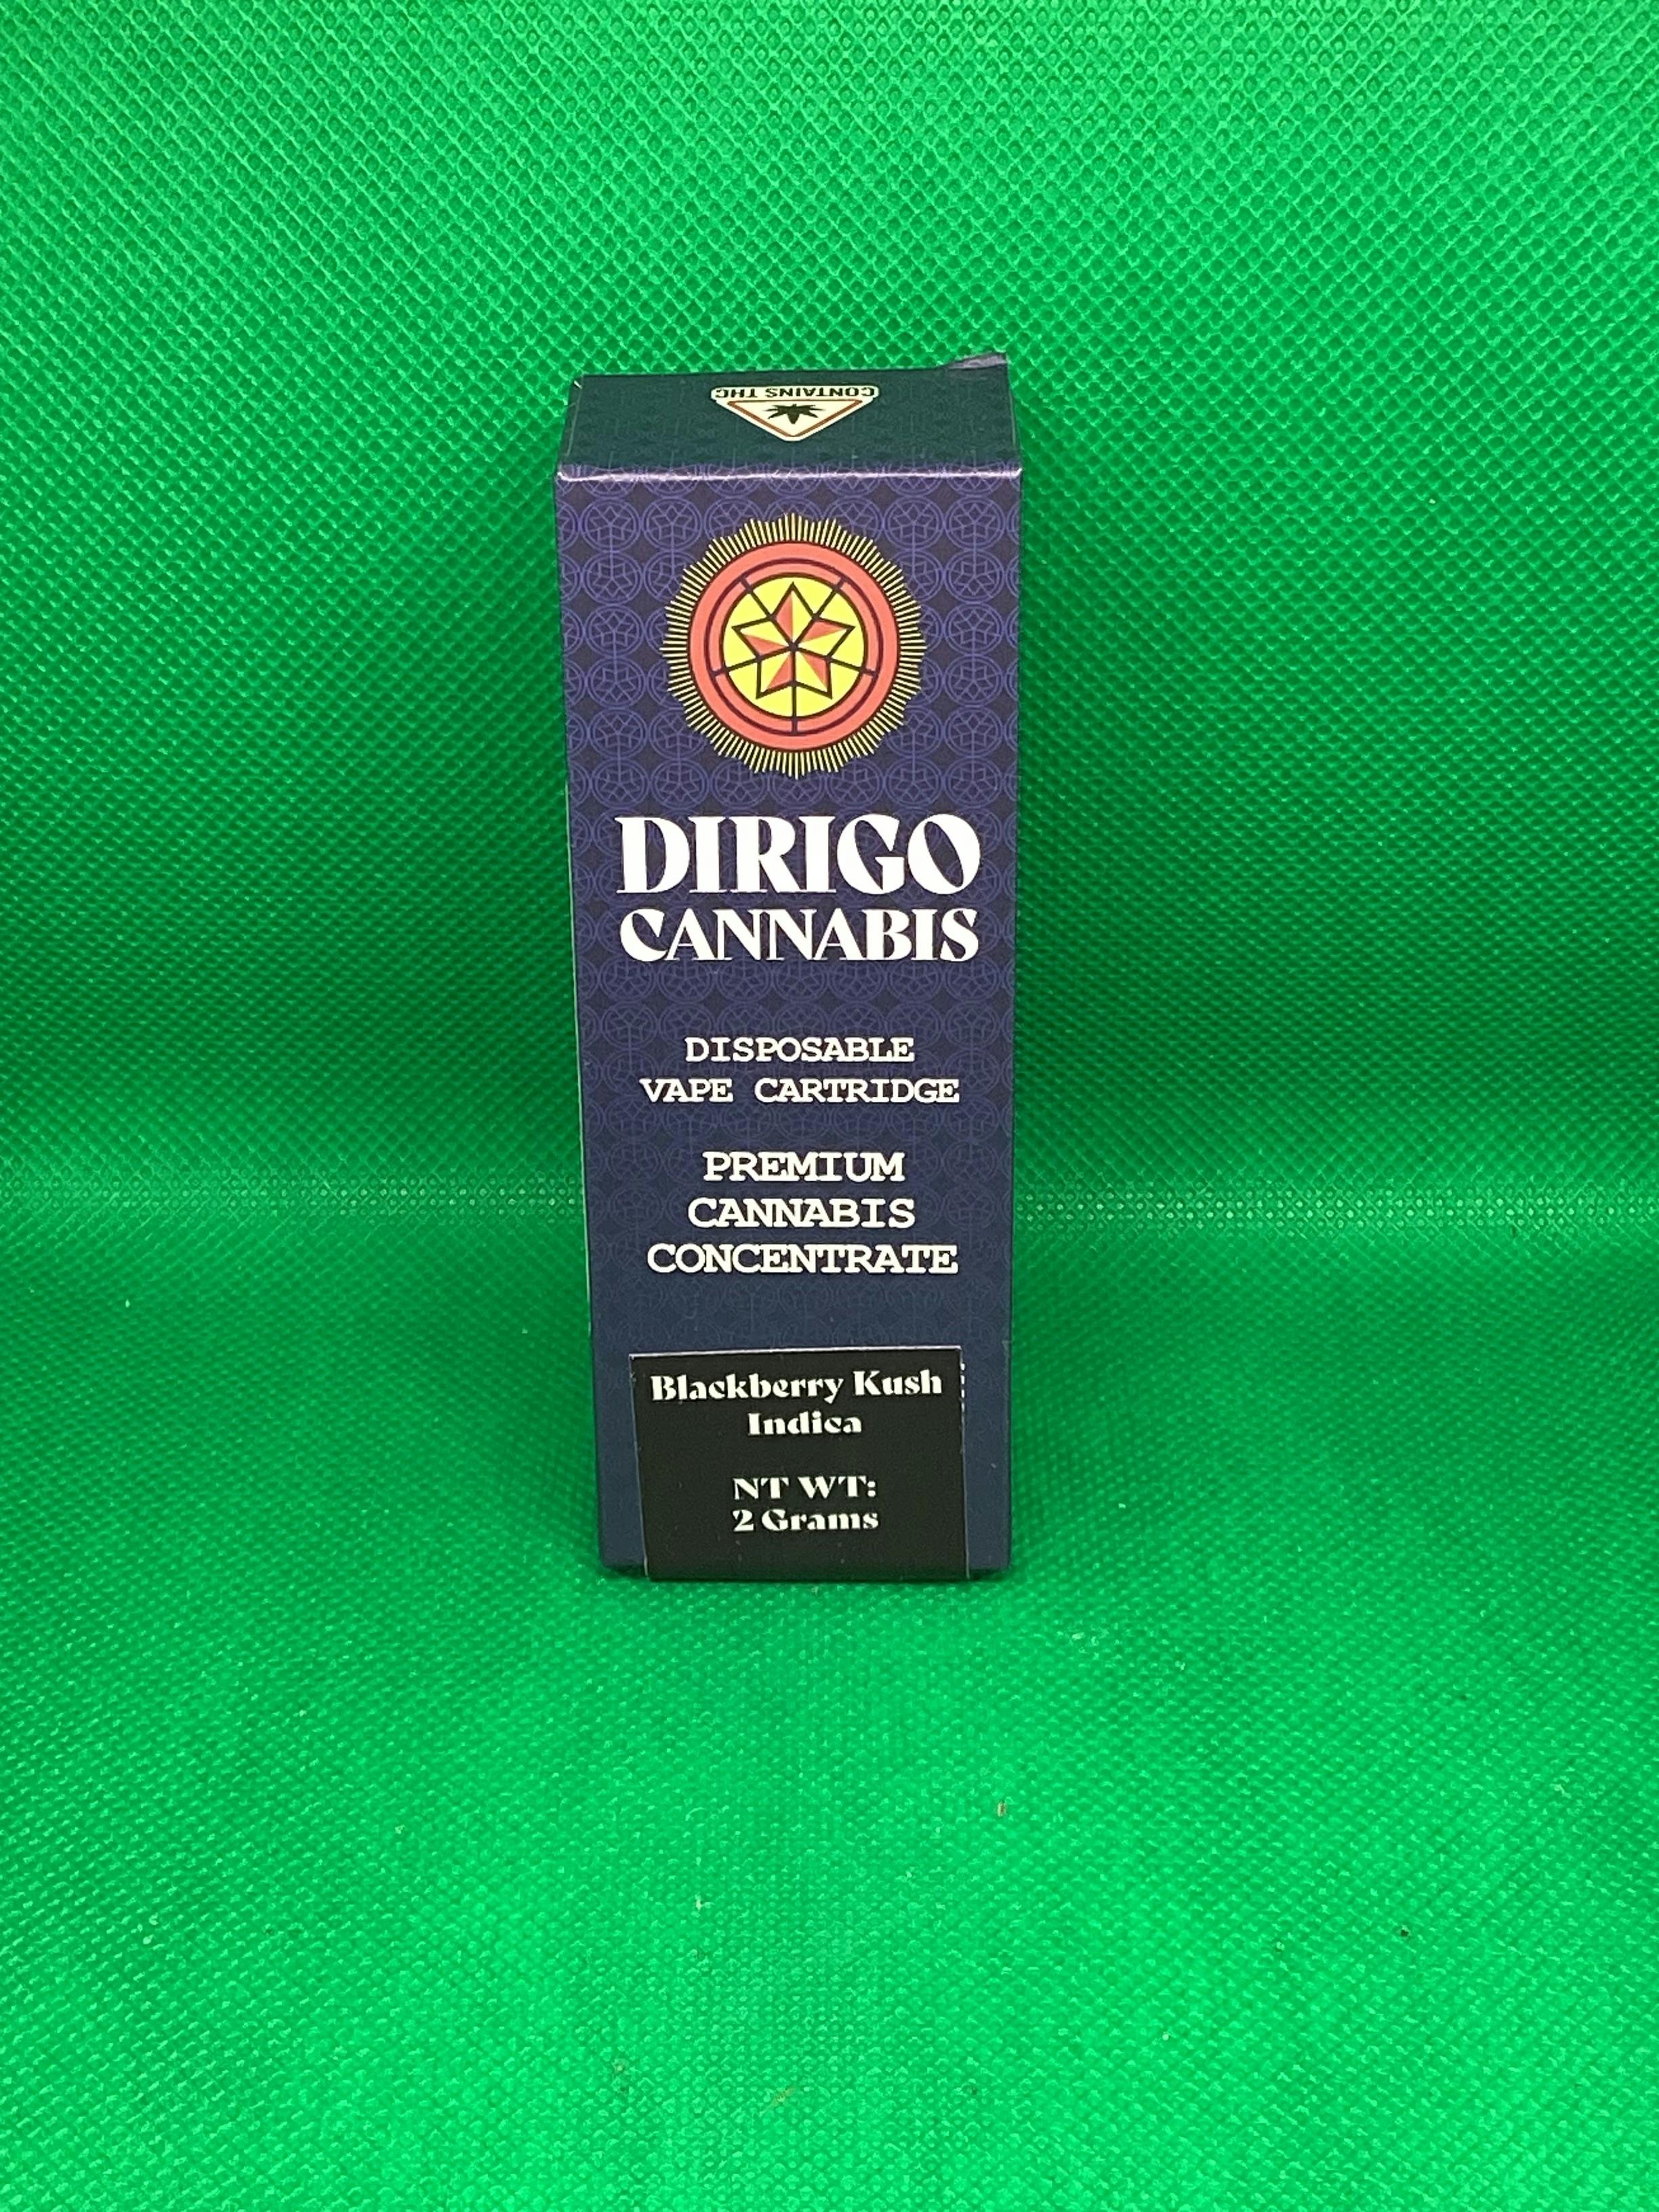 CONTAINS THC
DIRIGO
CANNABIS
DISPOSABLE
VAPE CARTRIDGE
PREMIUM
CANNABIS
CONCENTRATE
Blackberry Kush
Indica
NT WT:
2 Grams